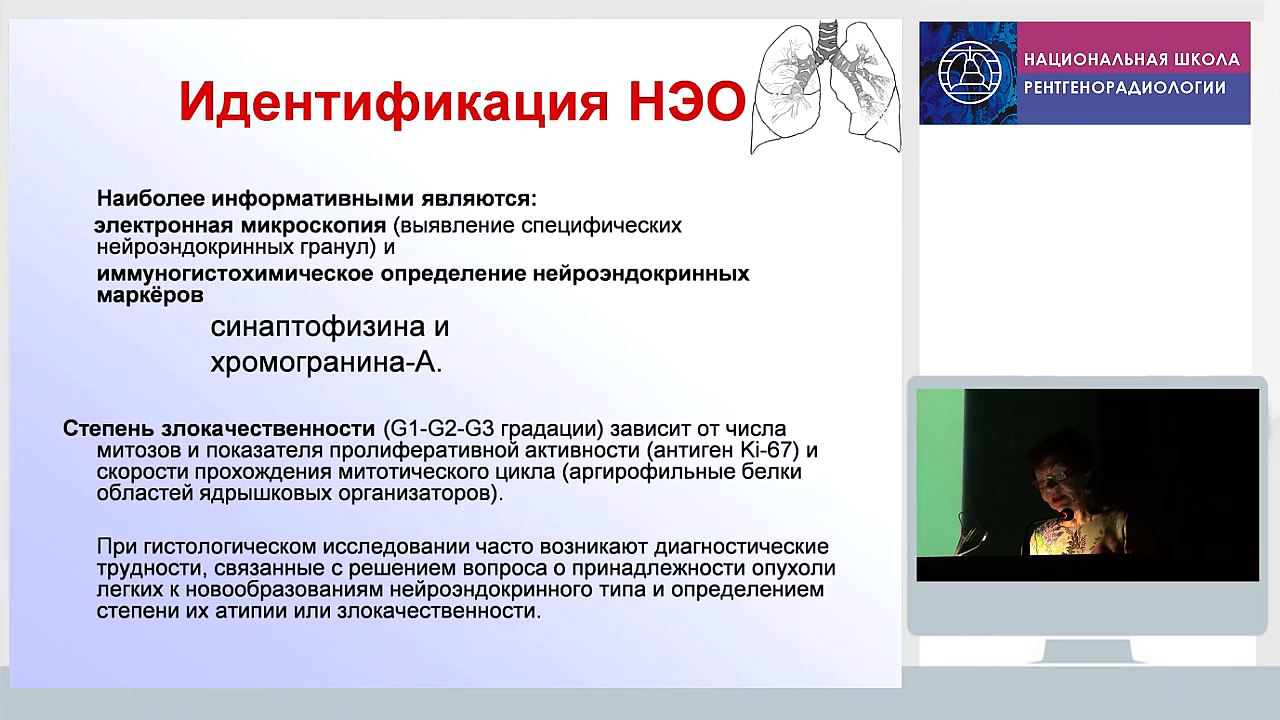 Идентификация НЭО
Наиболее информативными являются:
электронная микроскопия (выявление специфических
нейроэндокринных гранул) и
иммуногистохимическое определение нейроэндокринных
маркёров
синаптофизина и
хромогранина-А.
Степень злокачественности (G1-G2-G3 градации) зависит от числа
митозов и показателя пролиферативной активности (антиген Ki-67) и
скорости прохождения митотического цикла (аргирофильные белки
областей ядрышковых организаторов).
При гистологическом исследовании часто возникают диагностические
трудности, связанные с решением вопроса о принадлежности опухоли
легких к новообразованиям нейроэндокринного типа и определением
степени их атипии или злокачественности.
НАЦИОНАЛЬНАЯ ШКОЛА
РЕНТГЕНОРАДИОЛОГИИ